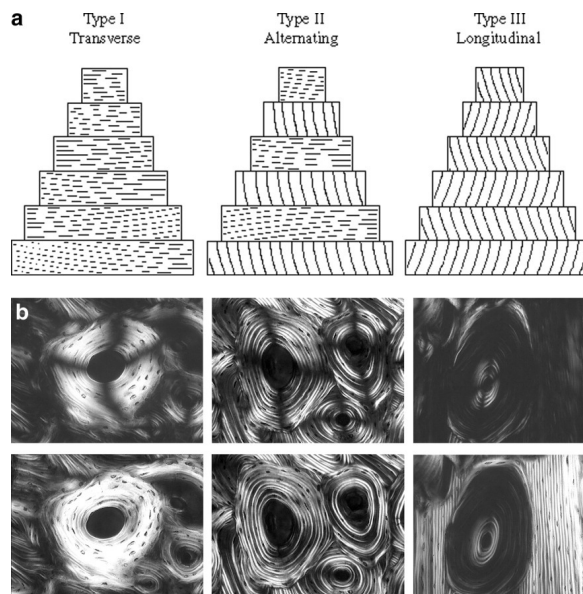 a
Type I
Transverse
Type II
Alternating
Type III
Longitudinal
b